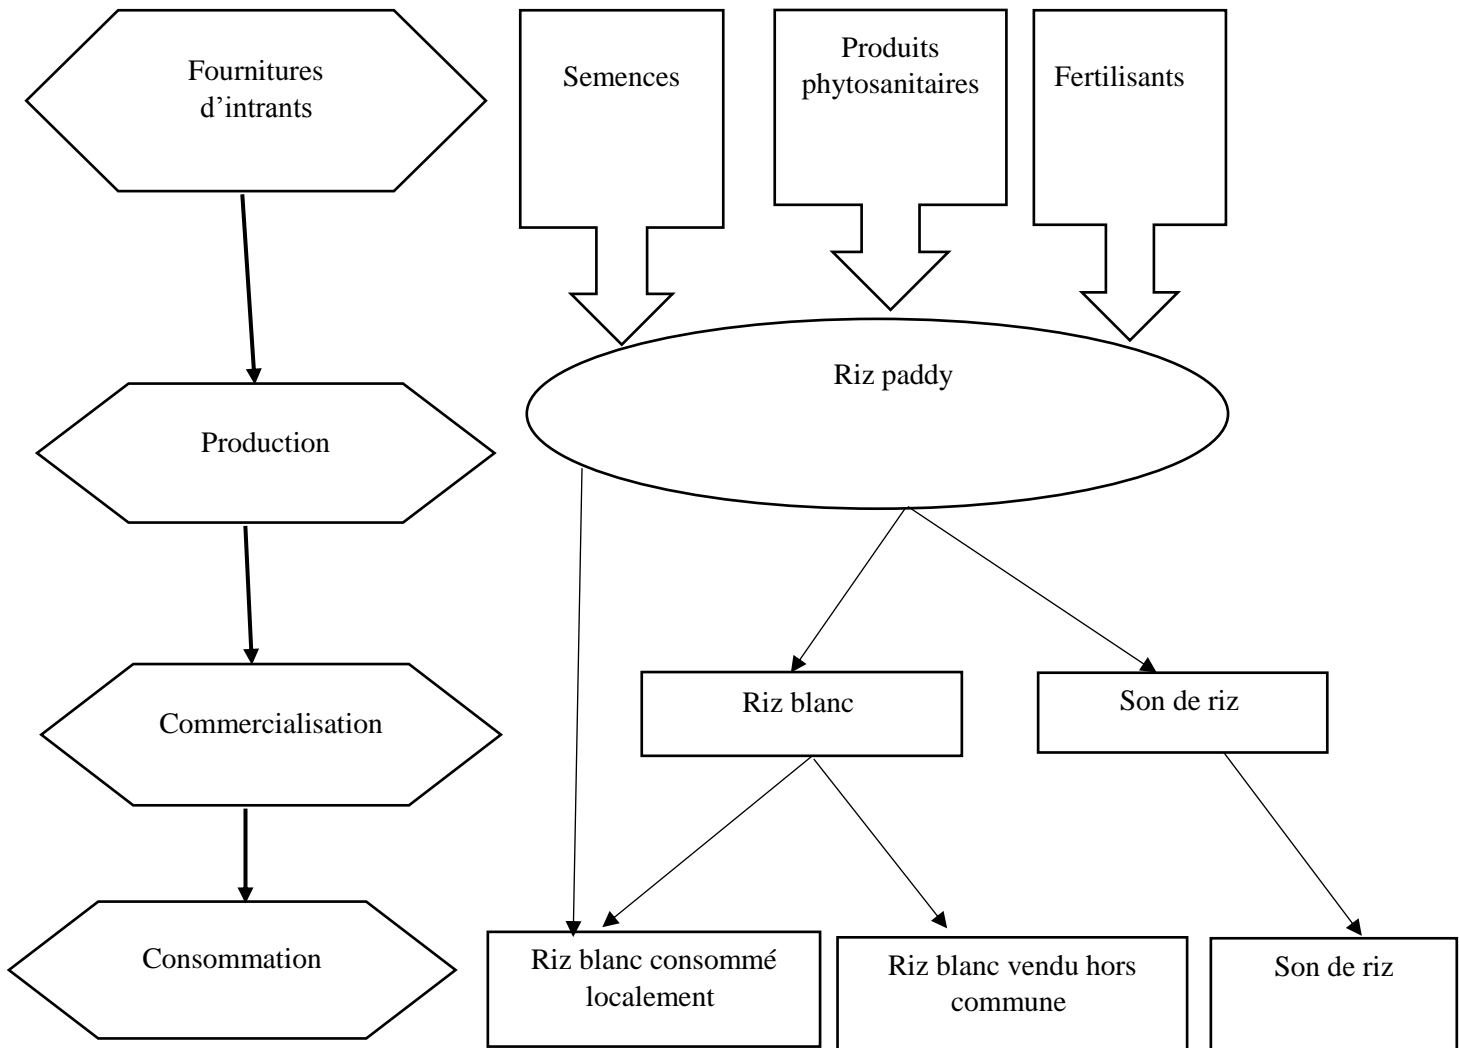 Fournitures
d’intrants
Semences
Produits
phytosanitaires
Fertilisants
Riz paddy
Production
Riz blanc
Son de riz
Commercialisation
Consommation
Riz blanc consommé
localement
Riz blanc vendu hors
commune
Son de riz